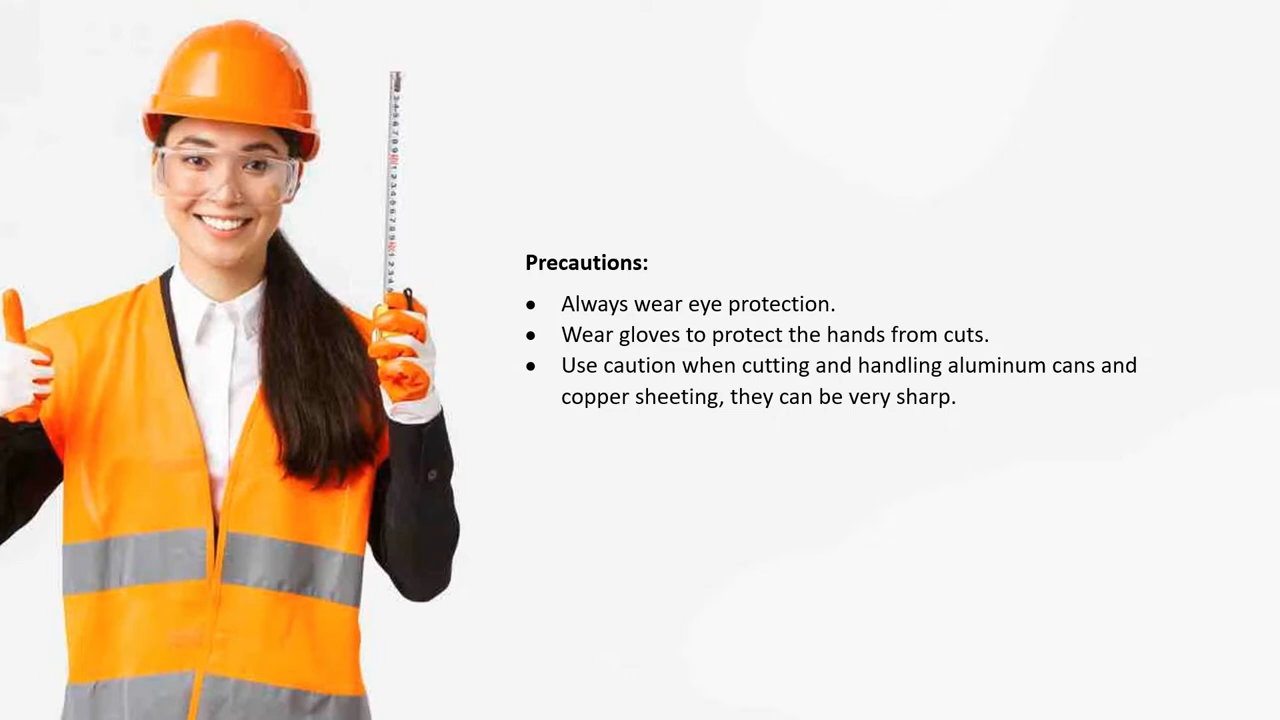 Precautions:
● Always wear eye protection.
● Wear gloves to protect the hands from cuts.
● Use caution when cutting and handling aluminum cans and
copper sheeting, they can be very sharp.